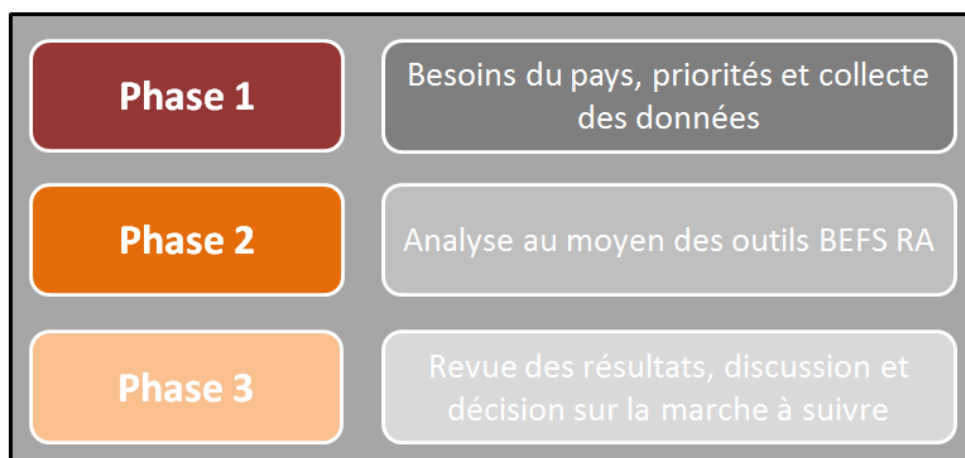 Phase 1
Besoins du pays, priorités et collecte
des données
Phase 2
Analyse au moyen des outils BEFS RA
Phase 3
Revue des résultats, discussion et
décision sur la marche à suivre